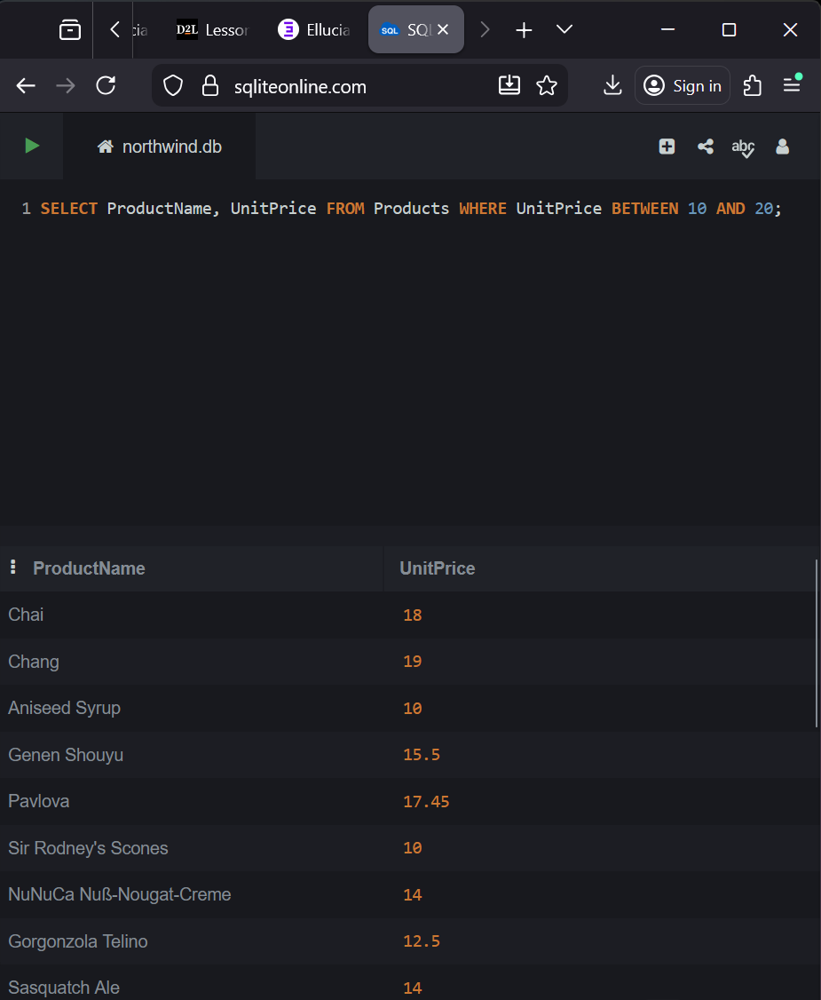 cia D2L Lessor Ellucia SQL SQL
sqliteonline.com Sign in
northwind.db abc
1 SELECT ProductName, UnitPrice FROM Products WHERE UnitPrice BETWEEN 10 AND 20;
ProductName UnitPrice
Chai 18
Chang 19
Aniseed Syrup 10
Genen Shouyu 15.5
Pavlova 17.45
Sir Rodney's Scones 10
NuNuCa Nuß-Nougat-Creme 14
Gorgonzola Telino 12.5
Sasquatch Ale 14